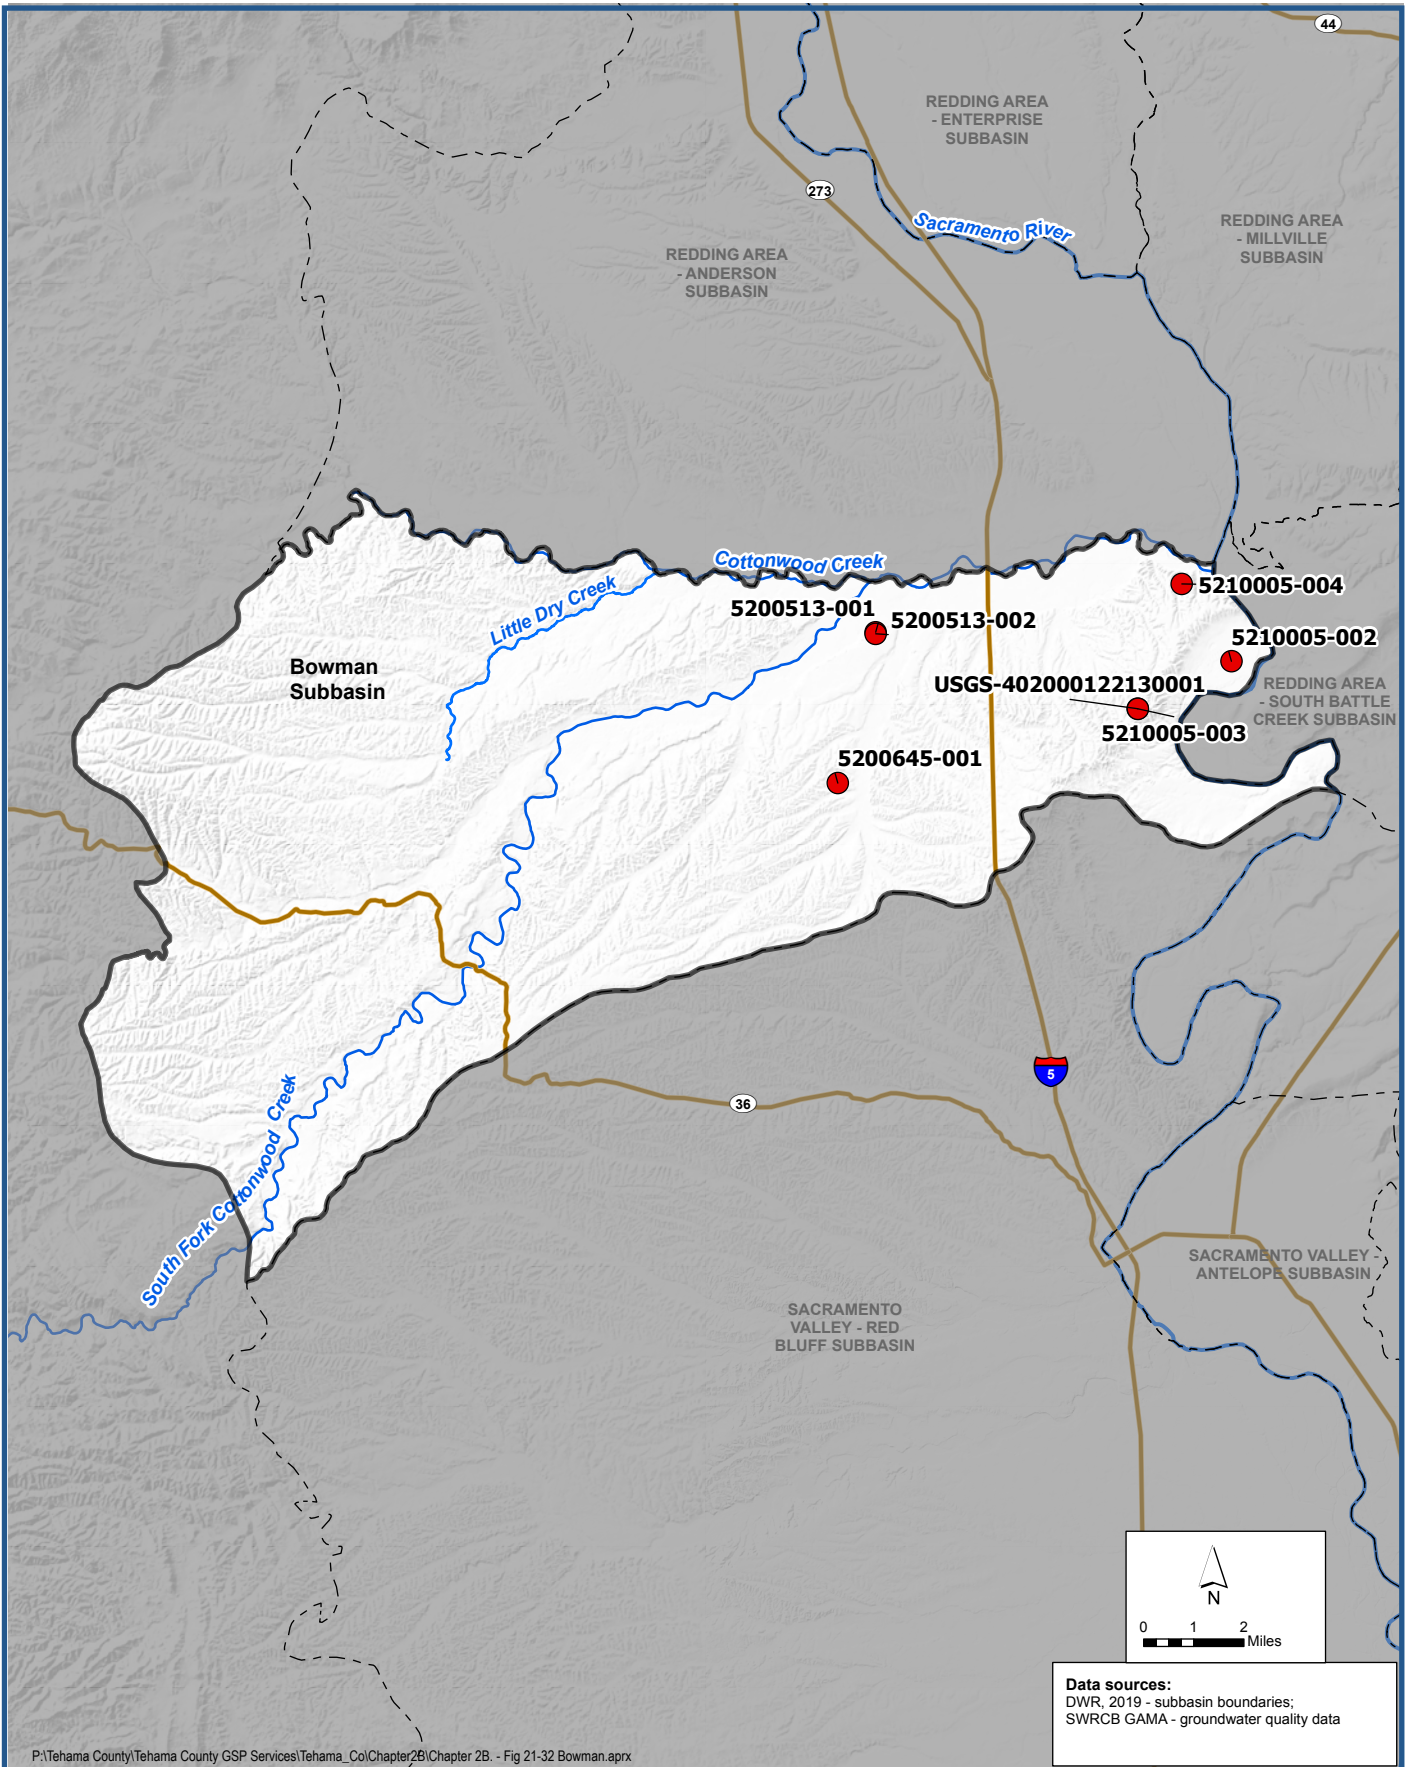 44
REDDING AREA
- ENTERPRISE
SUBBASIN
273
Sacramento River
REDDING AREA
- MILLVILLE
SUBBASIN
REDDING AREA
- ANDERSON
SUBBASIN
Cottonwood Creek
Little Dry Creek
5200513-001
5200513-002
5210005-004
5210005-002
Bowman
Subbasin
USGS-402000122130001
REDDING AREA
- SOUTH BATTLE
CREEK SUBBASIN
5210005-003
5200645-001
5
36
South Fork Cottonwood Creek
SACRAMENTO VALLEY -
ANTELOPE SUBBASIN
SACRAMENTO
VALLEY - RED
BLUFF SUBBASIN
N
0 1 2
Miles
Data sources:
DWR, 2019 - subbasin boundaries;
SWRCB GAMA - groundwater quality data
P:\Tehama County\Tehama County GSP Services\Tehama_Co\Chapter2B\Chapter 2B. - Fig 21-32 Bowman.aprx